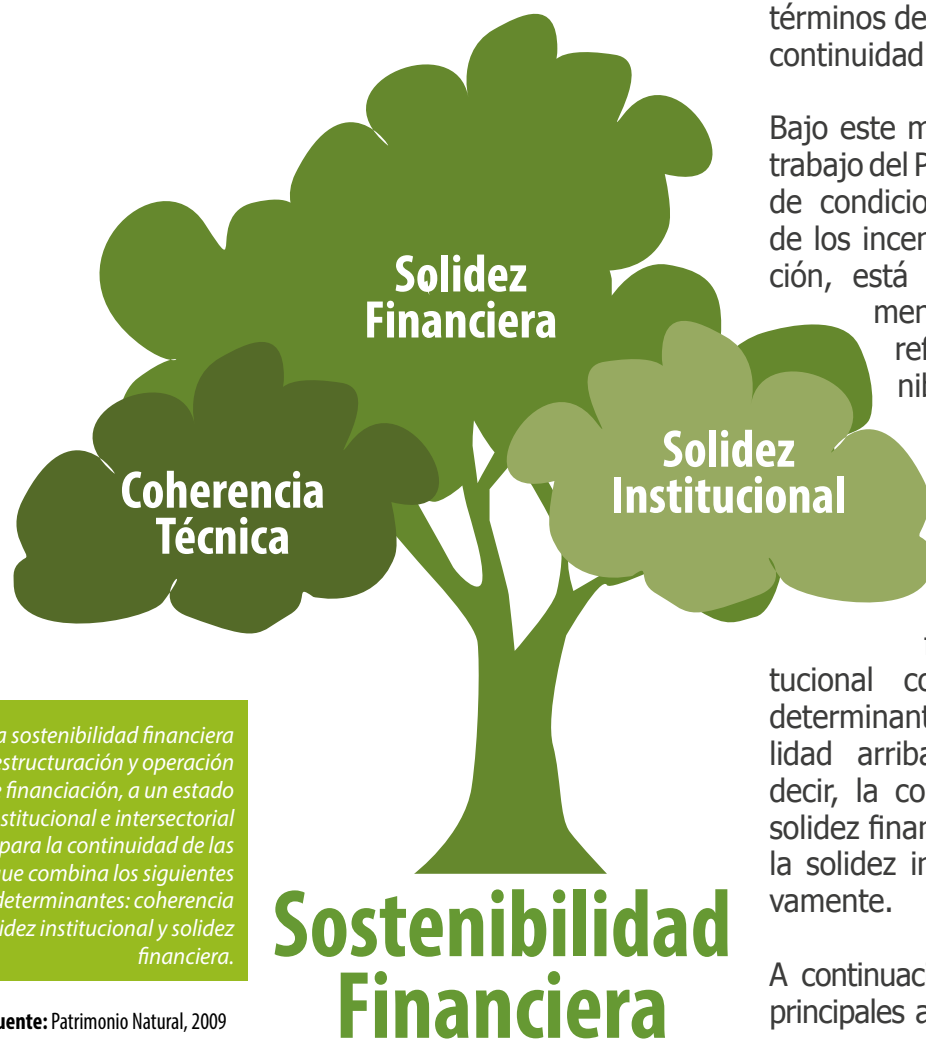 Solidez
Financiera
Coherencia
Técnica
Solidez
Institucional
a sostenibilidad financiera
estructuración y operación
financiación, a un estado
stitucional e intersectorial
para la continuidad de las
ue combina los siguientes
determinantes: coherencia
idez institucional y solidez
financiera.
uente: Patrimonio Natural, 2009
Sostenibilidad
Financiera
términos de
continuidad
Bajo este m
trabajo del P
de condicio
de los incen
ción, está
men
ref
nib
tucional co
determinant
lidad arriba
decir, la co
solidez finan
la solidez in
vamente.
A continuaci
principales a